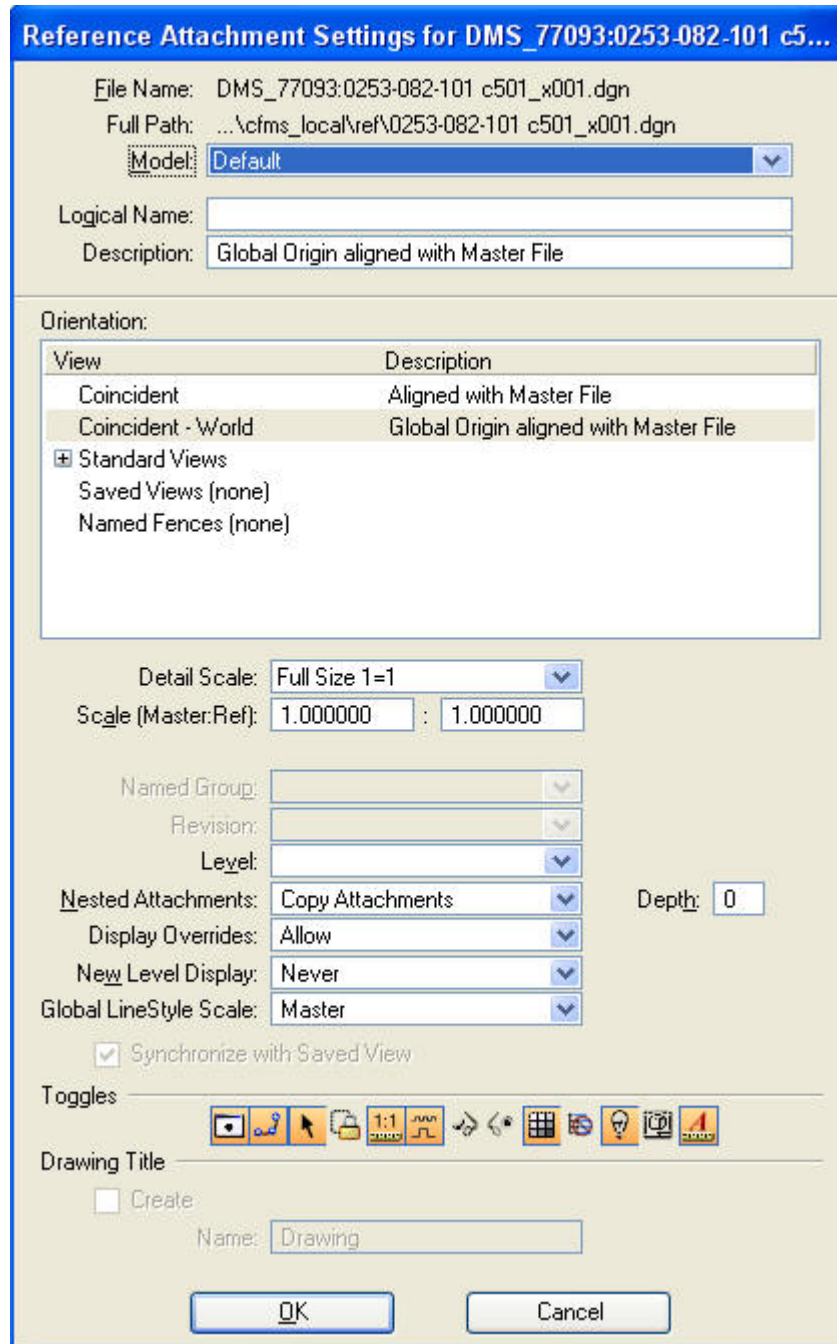 Reference Attachment Settings for DMS_77093:0253-082-101 c5...
File Name: DMS_77093:0253-082-101 c501_x001.dgn
Full Path: ...\cfms_local\ref\0253-082-101 c501_x001.dgn
Model: Default
Logical Name:
Description: Global Origin aligned with Master File
Orientation:
View Description
Coincident Aligned with Master File
Coincident - World Global Origin aligned with Master File
Standard Views
Saved Views (none)
Named Fences (none)
Detail Scale: Full Size 1=1
Scale (Master:Ref): 1.000000 : 1.000000
Named Group:
Revision:
Level:
Nested Attachments: Copy Attachments Depth: 0
Display Overrides: Allow
New Level Display: Never
Global LineStyle Scale: Master
Synchronize with Saved View
Toggles
1:1 A
Drawing Title
Create
Name: Drawing
OK Cancel